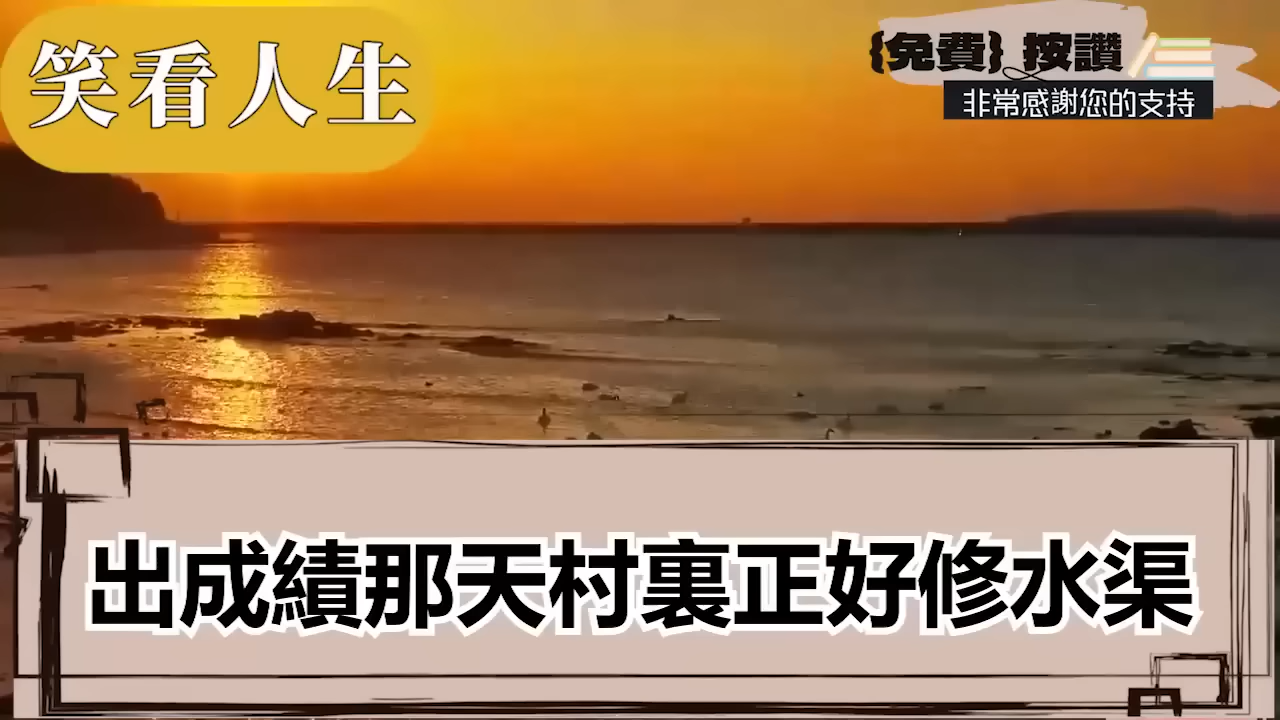 笑看人生
{免費} 按讚
非常感謝您的支持
出成績那天村裏正好修水渠